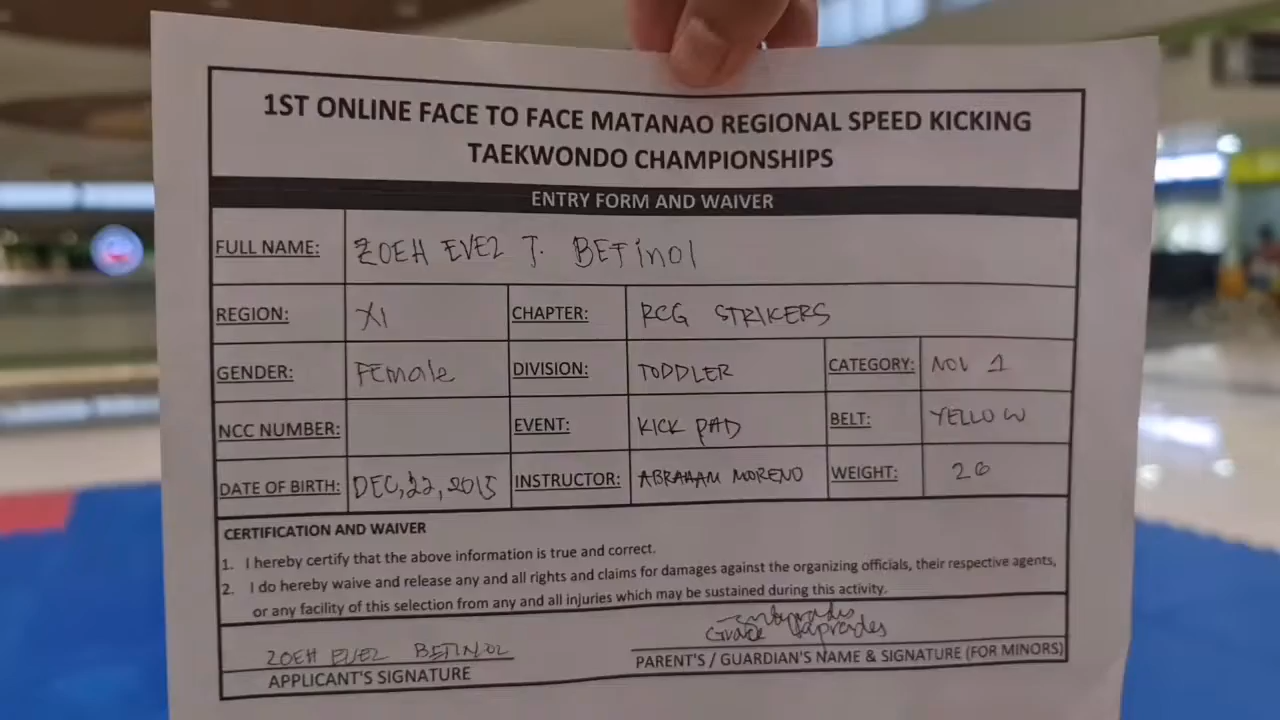 1ST ONLINE FACE TO FACE MATANAO REGIONAL SPEED KICKING
TAEKWONDO CHAMPIONSHIPS
ENTRY FORM AND WAIVER
FULL NAME: ZOEH EVEZ T. BETINOL
REGION: XI CHAPTER: RCG STRIKERS
GENDER: Female DIVISION: TODDLER CATEGORY: NOV 1
NCC NUMBER: EVENT: KICK PAD BELT: YELLOW
DATE OF BIRTH: DEC, 22, 2015 INSTRUCTOR: ABRAHAM MORENO WEIGHT: 20
CERTIFICATION AND WAIVER
1. I hereby certify that the above information is true and correct.
2. I do hereby waive and release any and all rights and claims for damages against the organizing officials, their respective agents,
or any facility of this selection from any and all injuries which may be sustained during this activity.
Grace
ZOEH EVEZ BETINOL
APPLICANT'S SIGNATURE
PARENT'S / GUARDIAN'S NAME & SIGNATURE (FOR MINORS)